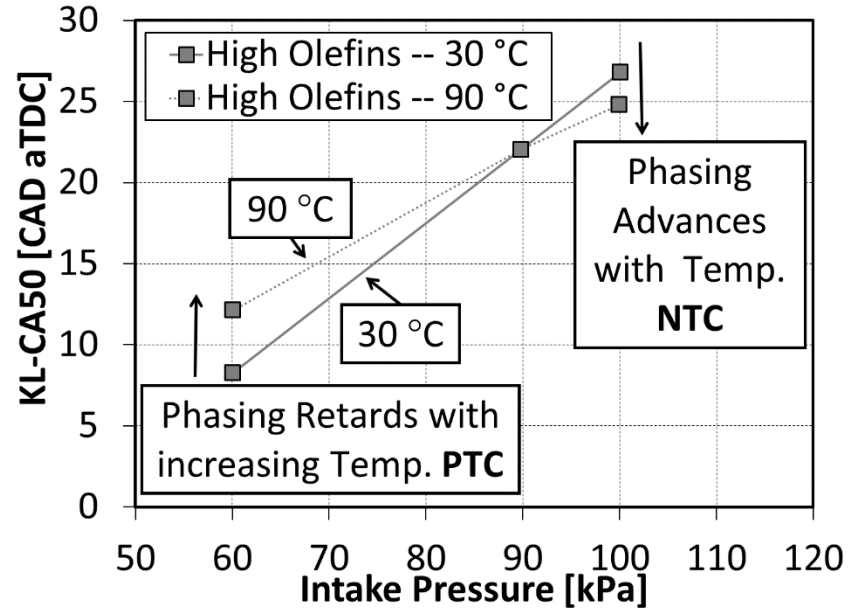 30
25
20
15
10
5
0
KL-CA50 [CAD aTDC]
High Olefins -- 30 °C
High Olefins -- 90 °C
90 °C
30 °C
Phasing
Advances
with Temp.
NTC
Phasing Retards with
increasing Temp. PTC
50 60 70 80 90 100 110 120
Intake Pressure [kPa]